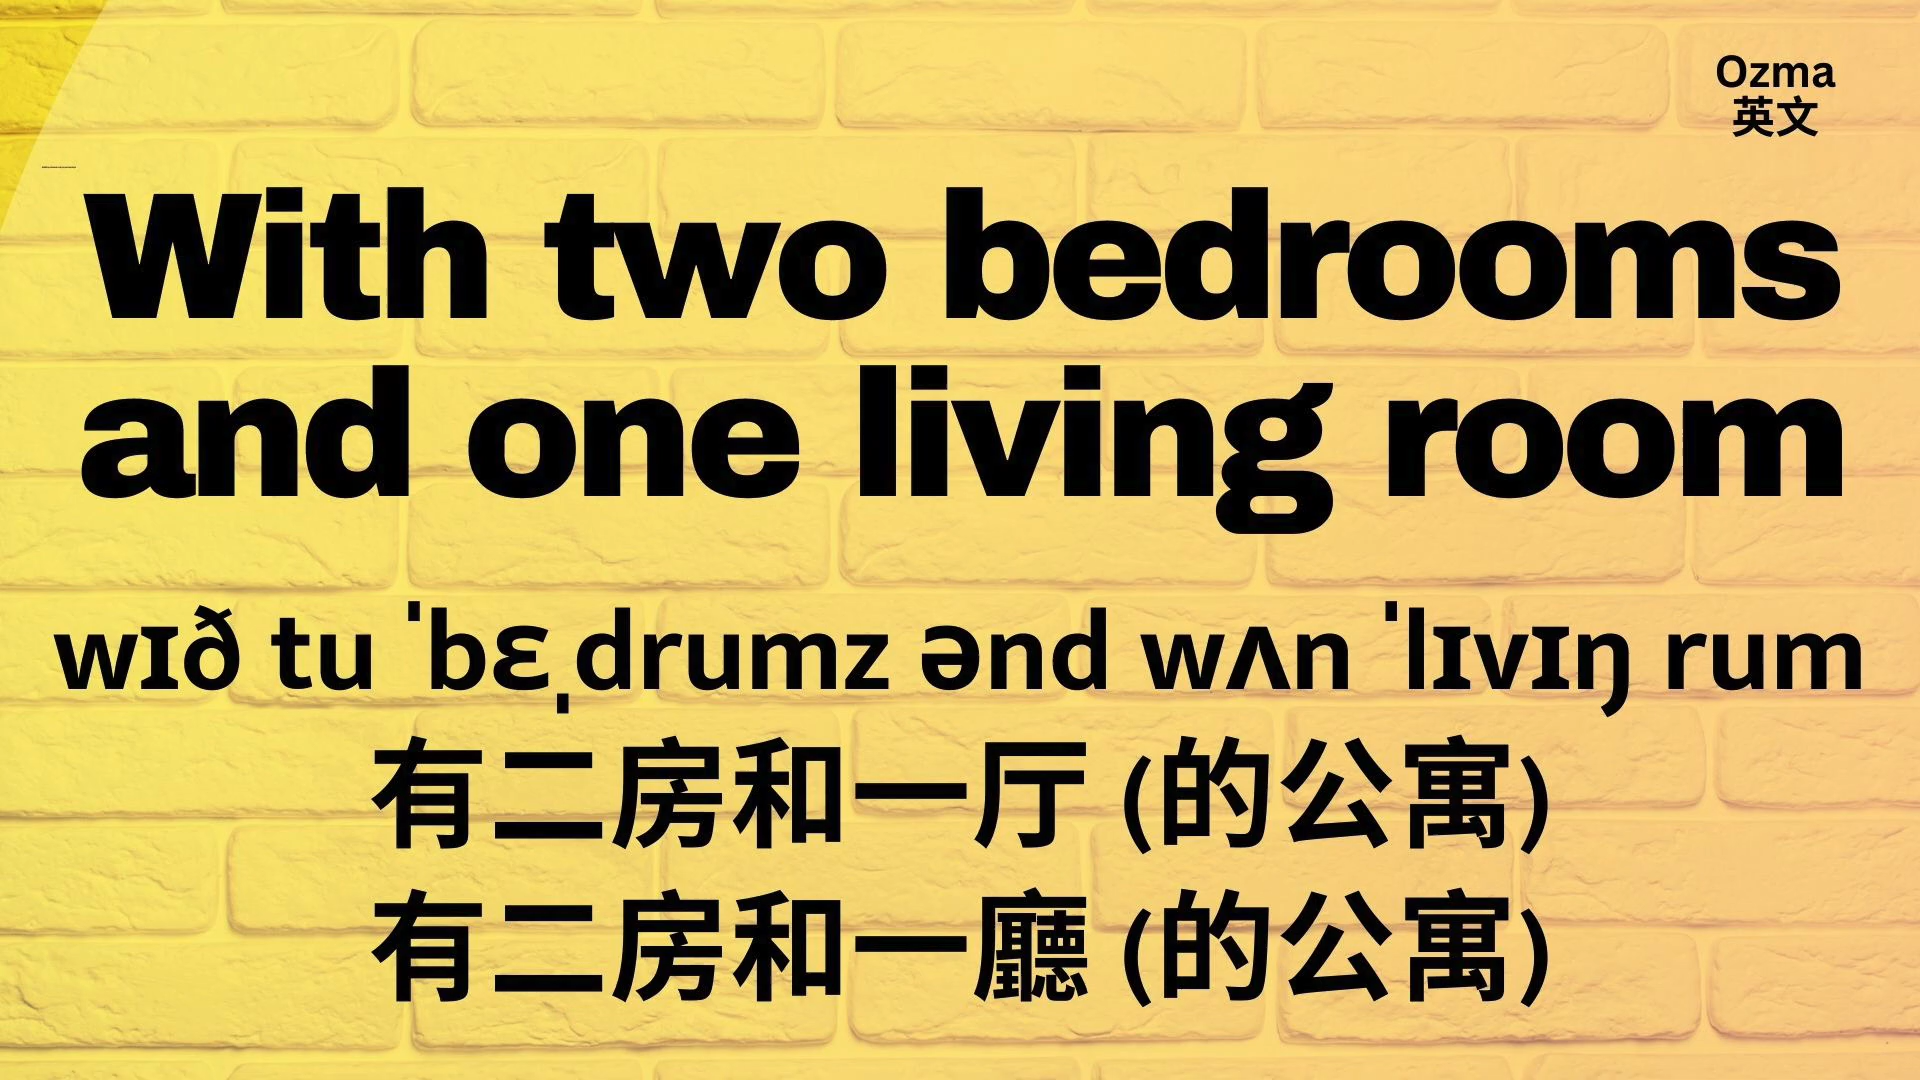 Ozma
英文
With two bedrooms
and one living room
wɪð tu ˈbɛˌdrumz ənd wʌn ˈlɪvɪŋ rum
有二房和一厅 (的公寓)
有二房和一廳 (的公寓)